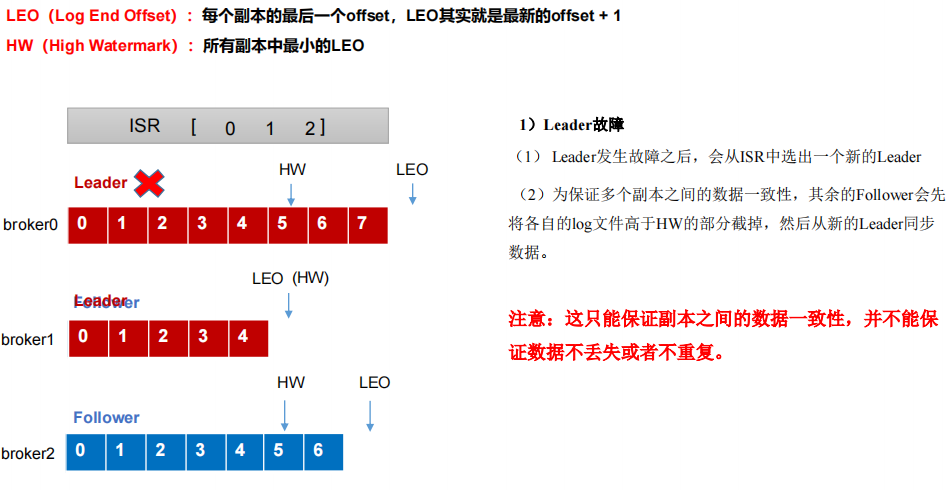 LEO（Log End Offset）：每个副本的最后一个offset，LEO其实就是最新的offset + 1
HW（High Watermark）：所有副本中最小的LEO
ISR [ 0 1 2 ]
Leader
HW
LEO
broker0
0 1 2 3 4 5 6 7
LEO (HW)
Leader
Follower
broker1
0 1 2 3 4
HW
LEO
Follower
broker2
0 1 2 3 4 5 6
1）Leader故障
（1） Leader发生故障之后，会从ISR中选出一个新的Leader
（2）为保证多个副本之间的数据一致性，其余的Follower会先
将各自的log文件高于HW的部分截掉，然后从新的Leader同步
数据。
注意：这只能保证副本之间的数据一致性，并不能保
证数据不丢失或者不重复。